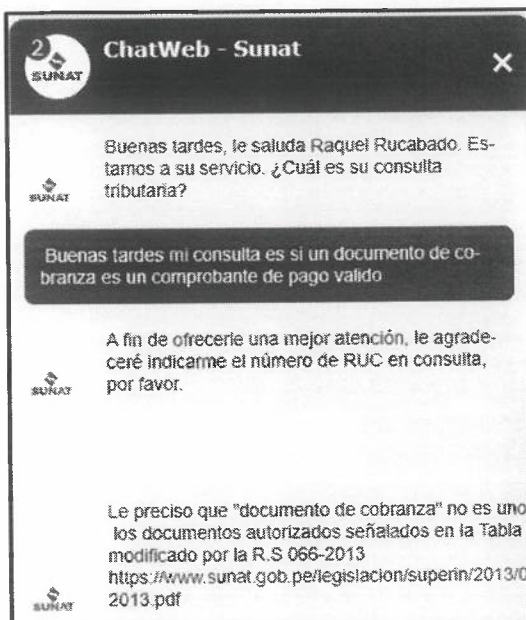 2
SUNAT
ChatWeb - Sunat
Buenas tardes, le saluda Raquel Rucabado. Es-
tamos a su servicio. ¿Cuál es su consulta
tributaria?
SUNAT
Buenas tardes mi consulta es si un documento de co-
branza es un comprobante de pago valido
A fin de ofrecerle una mejor atención, le agrade-
ceré indicarme el número de RUC en consulta,
por favor.
SUNAT
Le preciso que "documento de cobranza" no es uno
los documentos autorizados señalados en la Tabla
modificado por la R.S 066-2013
https://www.sunat.gob.pe/legislacion/superin/2013/0
2013.pdf
SUNAT